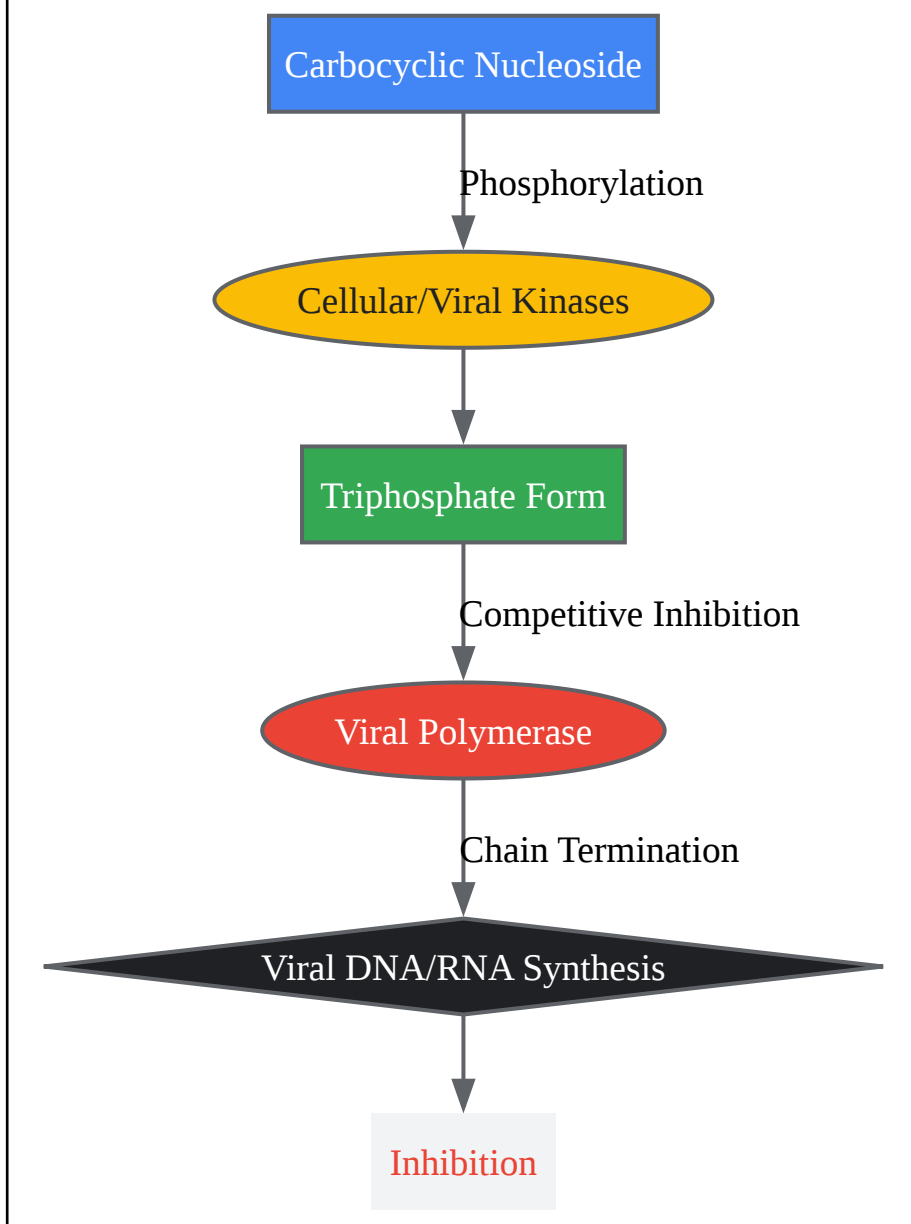 Carbocyclic Nucleoside
Phosphorylation
Cellular/Viral Kinases
Triphosphate Form
Competitive Inhibition
Viral Polymerase
Chain Termination
Viral DNA/RNA Synthesis
Inhibition